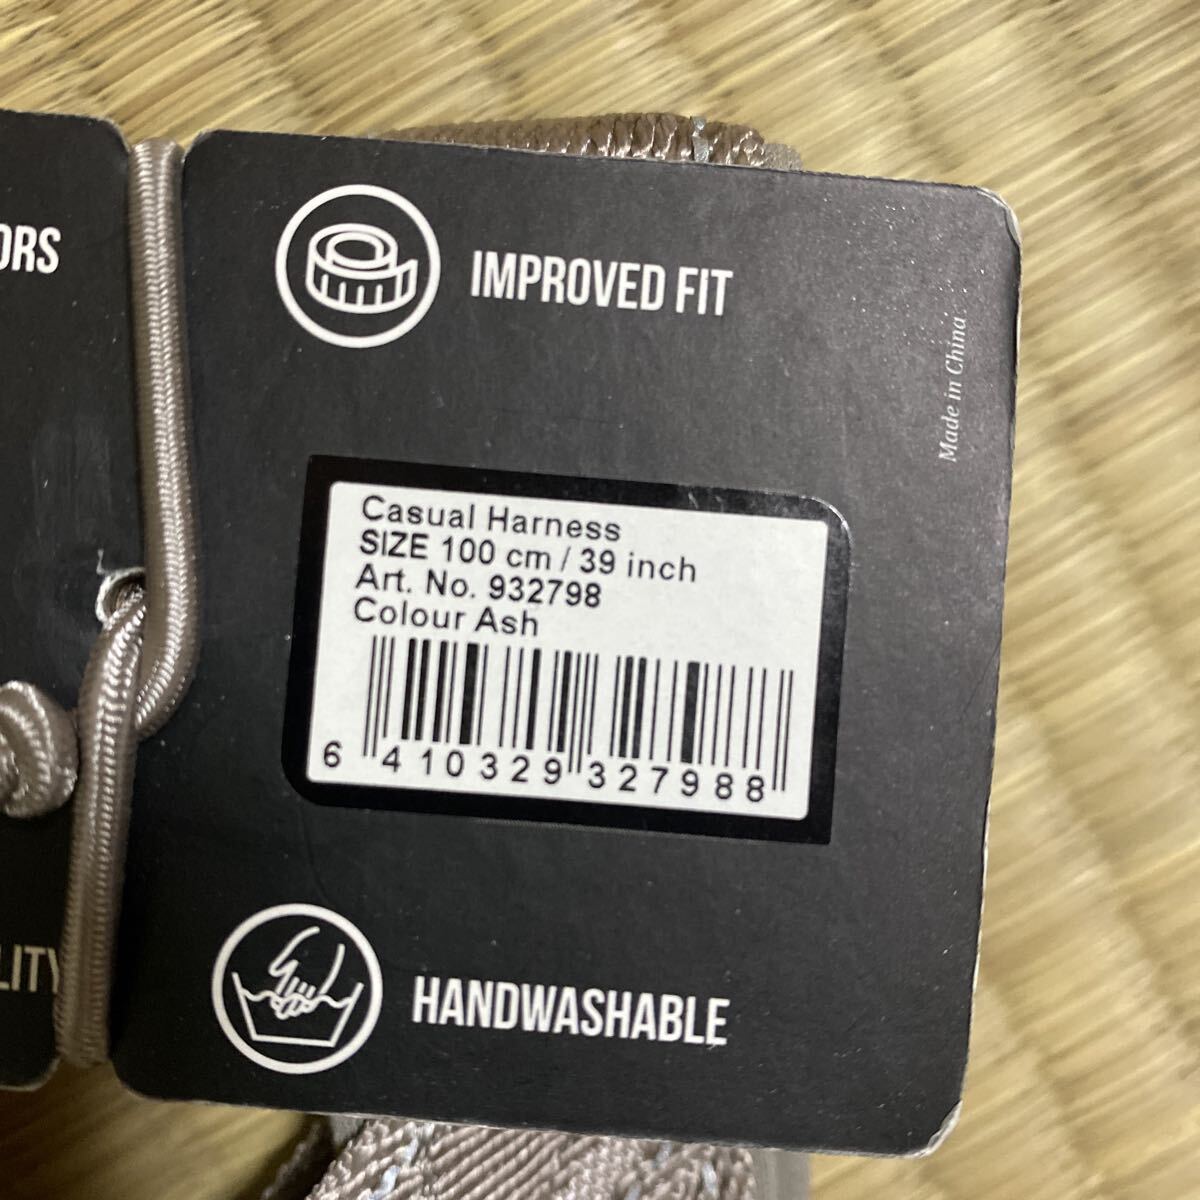 ORS
IMPROVED FIT
Made in China
Casual Harness
SIZE 100 cm / 39 inch
Art. No. 932798
Colour Ash
6 410329 327988
LITY
HANDWASHABLE